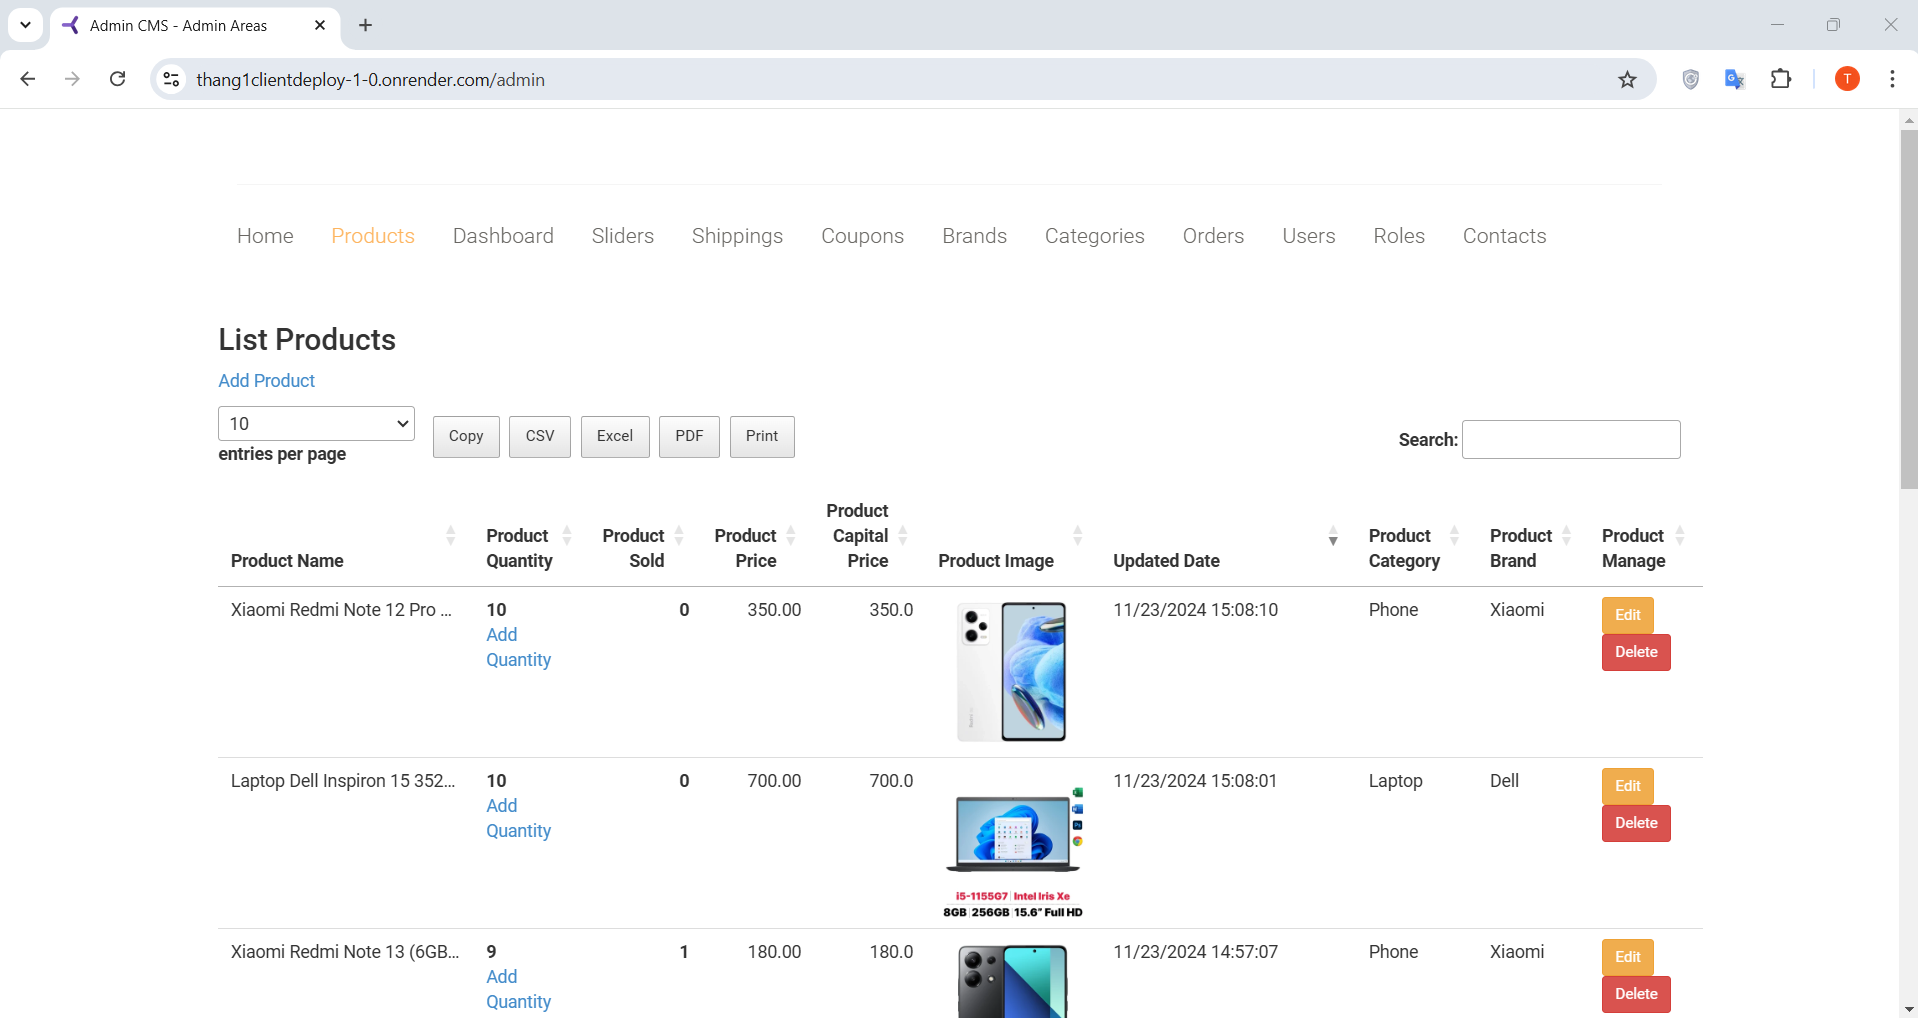 Admin CMS - Admin Areas
thang1clientdeploy-1-0.onrender.com/admin
T
Home Products Dashboard Sliders Shippings Coupons Brands Categories Orders Users Roles Contacts
List Products
Add Product
10
entries per page
Copy CSV Excel PDF Print
Search:
Product Name
Product Quantity
Product Sold
Product Price
Product Capital Price
Product Image
Updated Date
Product Category
Product Brand
Product Manage
Xiaomi Redmi Note 12 Pro ... 10 0 350.00 350.0 11/23/2024 15:08:10 Phone Xiaomi Edit
Add
Quantity
Delete
Laptop Dell Inspiron 15 352... 10 0 700.00 700.0 11/23/2024 15:08:01 Laptop Dell Edit
Add
Quantity
Delete
i5-1155G7 | Intel Iris Xe
8GB | 256GB | 15.6" Full HD
Xiaomi Redmi Note 13 (6GB... 9 1 180.00 180.0 11/23/2024 14:57:07 Phone Xiaomi Edit
Add
Quantity
Delete